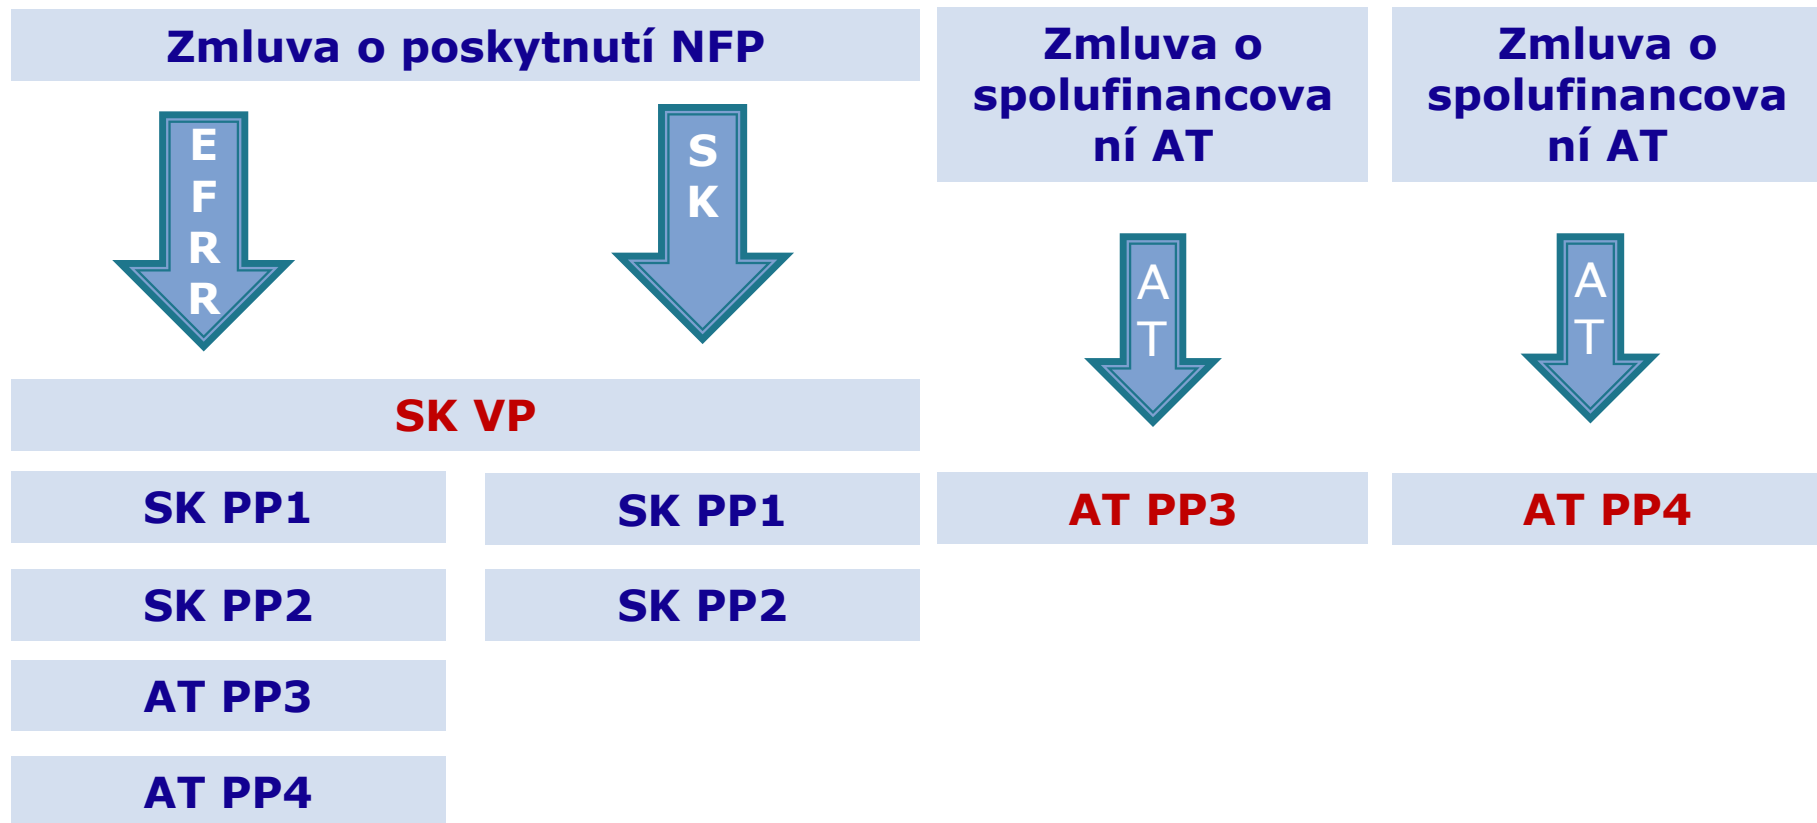 Zmluva o poskytnutí NFP
Zmluva o
spolufinancova
ní AT
Zmluva o
spolufinancova
ní AT
E
F
R
R
S
K
A
T
A
T
SK VP
SK PP1
SK PP1
AT PP3
AT PP4
SK PP2
SK PP2
AT PP3
AT PP4